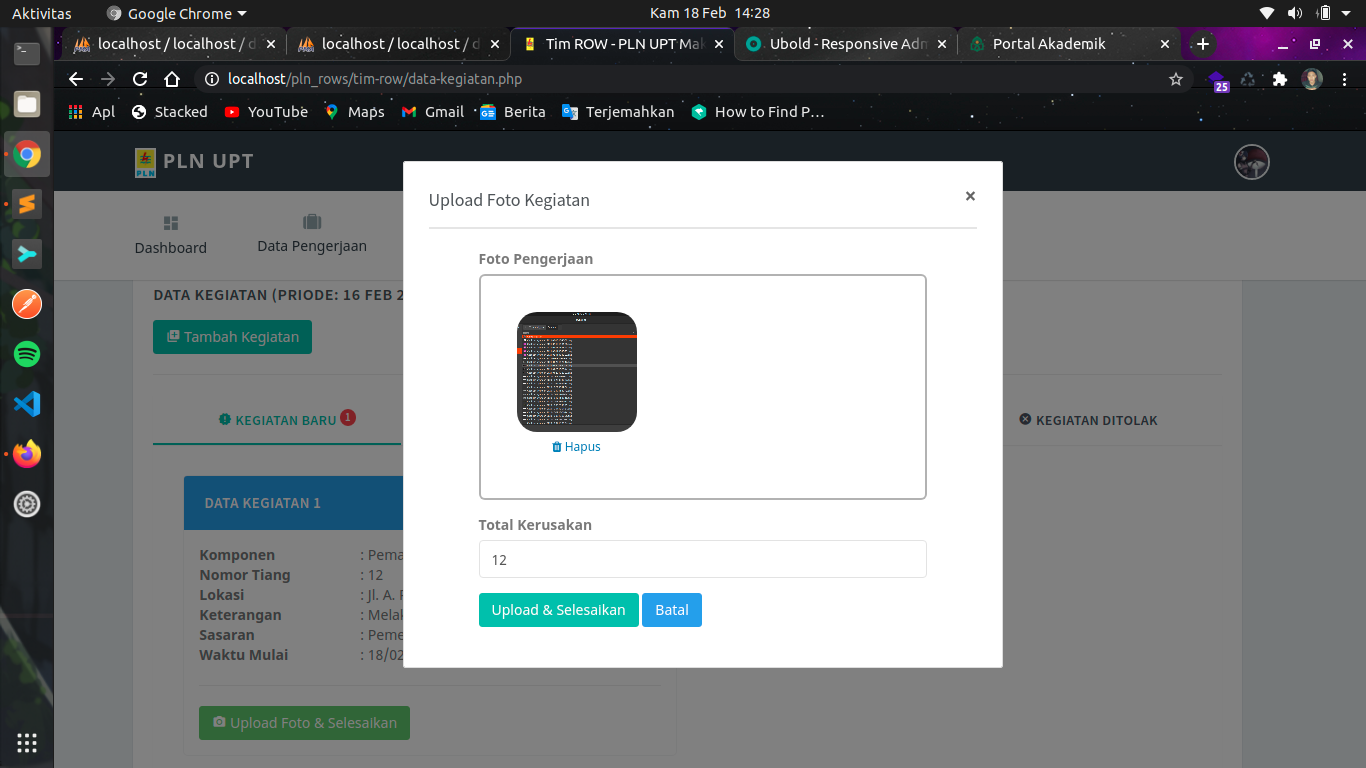 Aktivitas
Google Chrome
Kam 18 Feb 14:28
localhost / localhost / d
localhost / localhost / d
Tim ROW - PLN UPT Mak
Ubold - Responsive Adm
Portal Akademik
localhost/pln_rows/tim-row/data-kegiatan.php
25
Apl
Stacked
YouTube
Maps
Gmail
Berita
Terjemahkan
How to Find P...
PLN
PLN UPT
Dashboard
Data Pengerjaan
DATA KEGIATAN (PRIODE: 16 FEB 2
Tambah Kegiatan
KEGIATAN BARU 1
KEGIATAN DITOLAK
DATA KEGIATAN 1
Komponen : Pema
Nomor Tiang : 12
Lokasi : Jl. A. P
Keterangan : Melak
Sasaran : Peme
Waktu Mulai : 18/02
Upload Foto & Selesaikan
Upload Foto Kegiatan
×
Foto Pengerjaan
Hapus
Total Kerusakan
12
Upload & Selesaikan
Batal